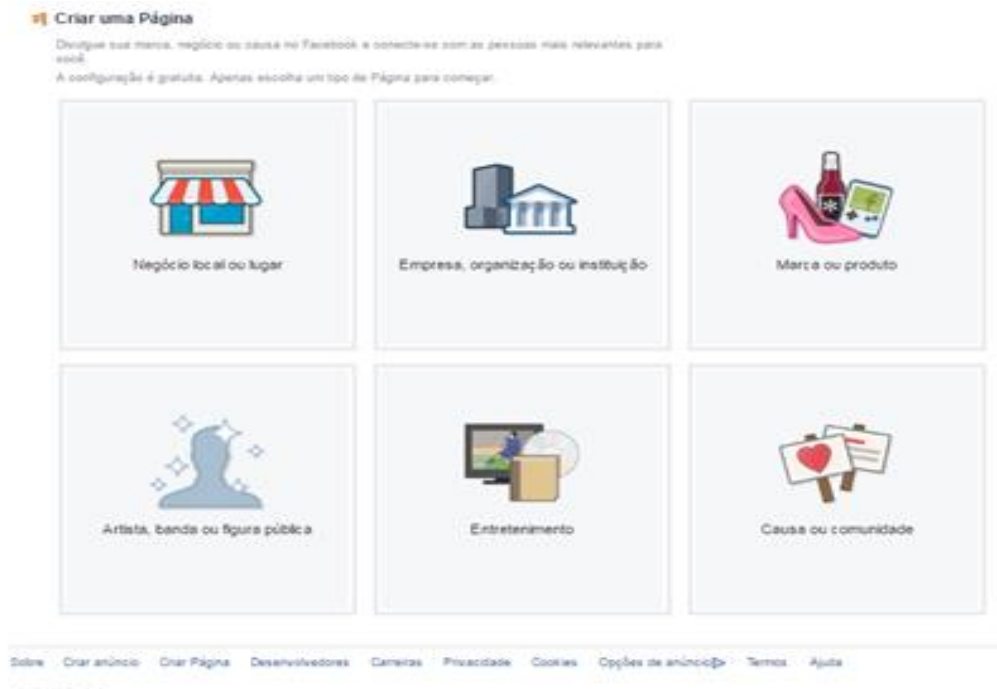 Criar uma Página
Divulgue sua marca, negócio ou causa no Facebook e conecte-se com as pessoas mais relevantes para
você.
A configuração é gratuita. Apenas escolha um tipo de Página para começar.
Negócio local ou lugar
Empresa, organização ou instituição
Marca ou produto
Artista, banda ou figura pública
Entretenimento
Causa ou comunidade
Sobre Criar anúncio Criar Página Desenvolvedores Carreiras Privacidade Cookies Opções de anúncio Termos Ajuda